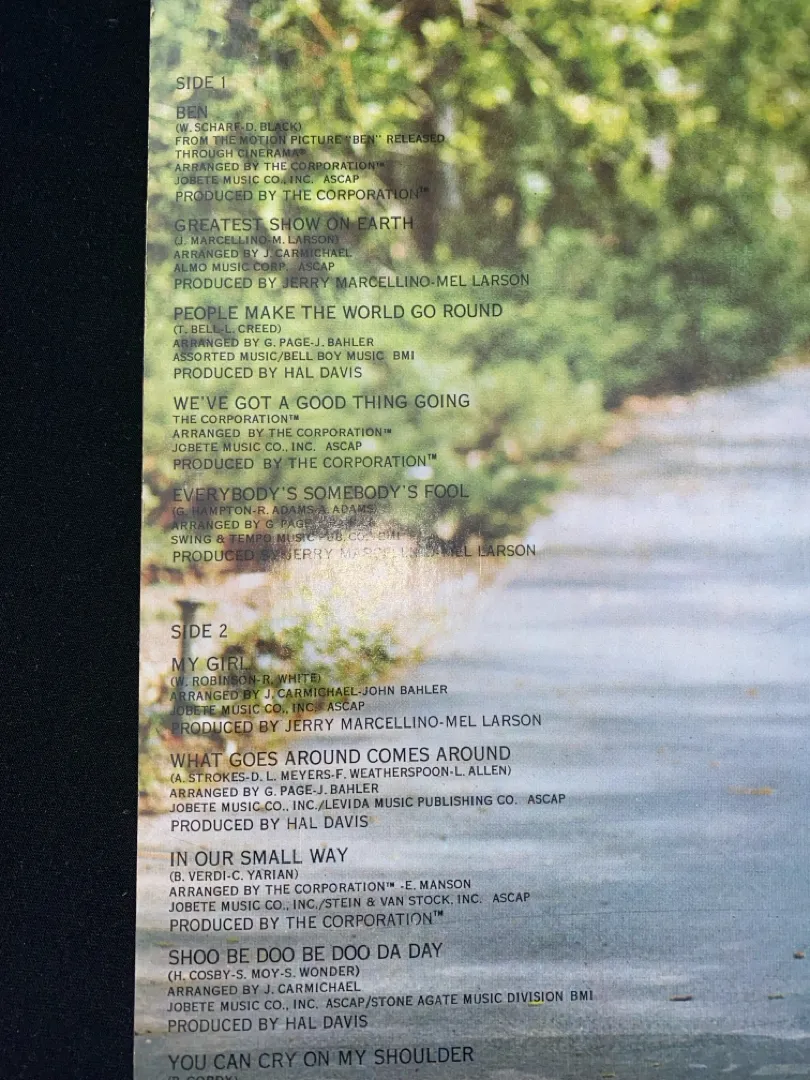 SIDE 1
BEN
(W. SCHARF-D. BLACK)
FROM THE MOTION PICTURE "BEN" RELEASED
THROUGH CINERAMA®
ARRANGED BY THE CORPORATION™
JOBETE MUSIC CO., INC. ASCAP
PRODUCED BY THE CORPORATION™
GREATEST SHOW ON EARTH
(J. MARCELLINO-M. LARSON)
ARRANGED BY J. CARMICHAEL
ALMO MUSIC CORP. ASCAP
PRODUCED BY JERRY MARCELLINO-MEL LARSON
PEOPLE MAKE THE WORLD GO ROUND
(T. BELL-L. CREED)
ARRANGED BY G. PAGE-J. BAHLER
ASSORTED MUSIC/BELL BOY MUSIC BMI
PRODUCED BY HAL DAVIS
WE'VE GOT A GOOD THING GOING
THE CORPORATION™
ARRANGED BY THE CORPORATION™
JOBETE MUSIC CO., INC. ASCAP
PRODUCED BY THE CORPORATION™
EVERYBODY'S SOMEBODY'S FOOL
(G. HAMPTON-R. ADAMS-A. ADAMS)
ARRANGED BY G. PAGE
SWING & TEMPO MUSIC PUB. CO. BMI
PRODUCED BY JERRY MARCELLINO-MEL LARSON
SIDE 2
MY GIRL
(W. ROBINSON-R. WHITE)
ARRANGED BY J. CARMICHAEL-JOHN BAHLER
JOBETE MUSIC CO., INC. ASCAP
PRODUCED BY JERRY MARCELLINO-MEL LARSON
WHAT GOES AROUND COMES AROUND
(A. STROKES-D. L. MEYERS-F. WEATHERSPOON-L. ALLEN)
ARRANGED BY G. PAGE-J. BAHLER
JOBETE MUSIC CO., INC./LEVIDA MUSIC PUBLISHING CO. ASCAP
PRODUCED BY HAL DAVIS
IN OUR SMALL WAY
(B. VERDI-C. YARIAN)
ARRANGED BY THE CORPORATION™ -E. MANSON
JOBETE MUSIC CO., INC./STEIN & VAN STOCK, INC. ASCAP
PRODUCED BY THE CORPORATION™
SHOO BE DOO BE DOO DA DAY
(H. COSBY-S. MOY-S. WONDER)
ARRANGED BY J. CARMICHAEL
JOBETE MUSIC CO., INC. ASCAP/STONE AGATE MUSIC DIVISION BMI
PRODUCED BY HAL DAVIS
YOU CAN CRY ON MY SHOULDER